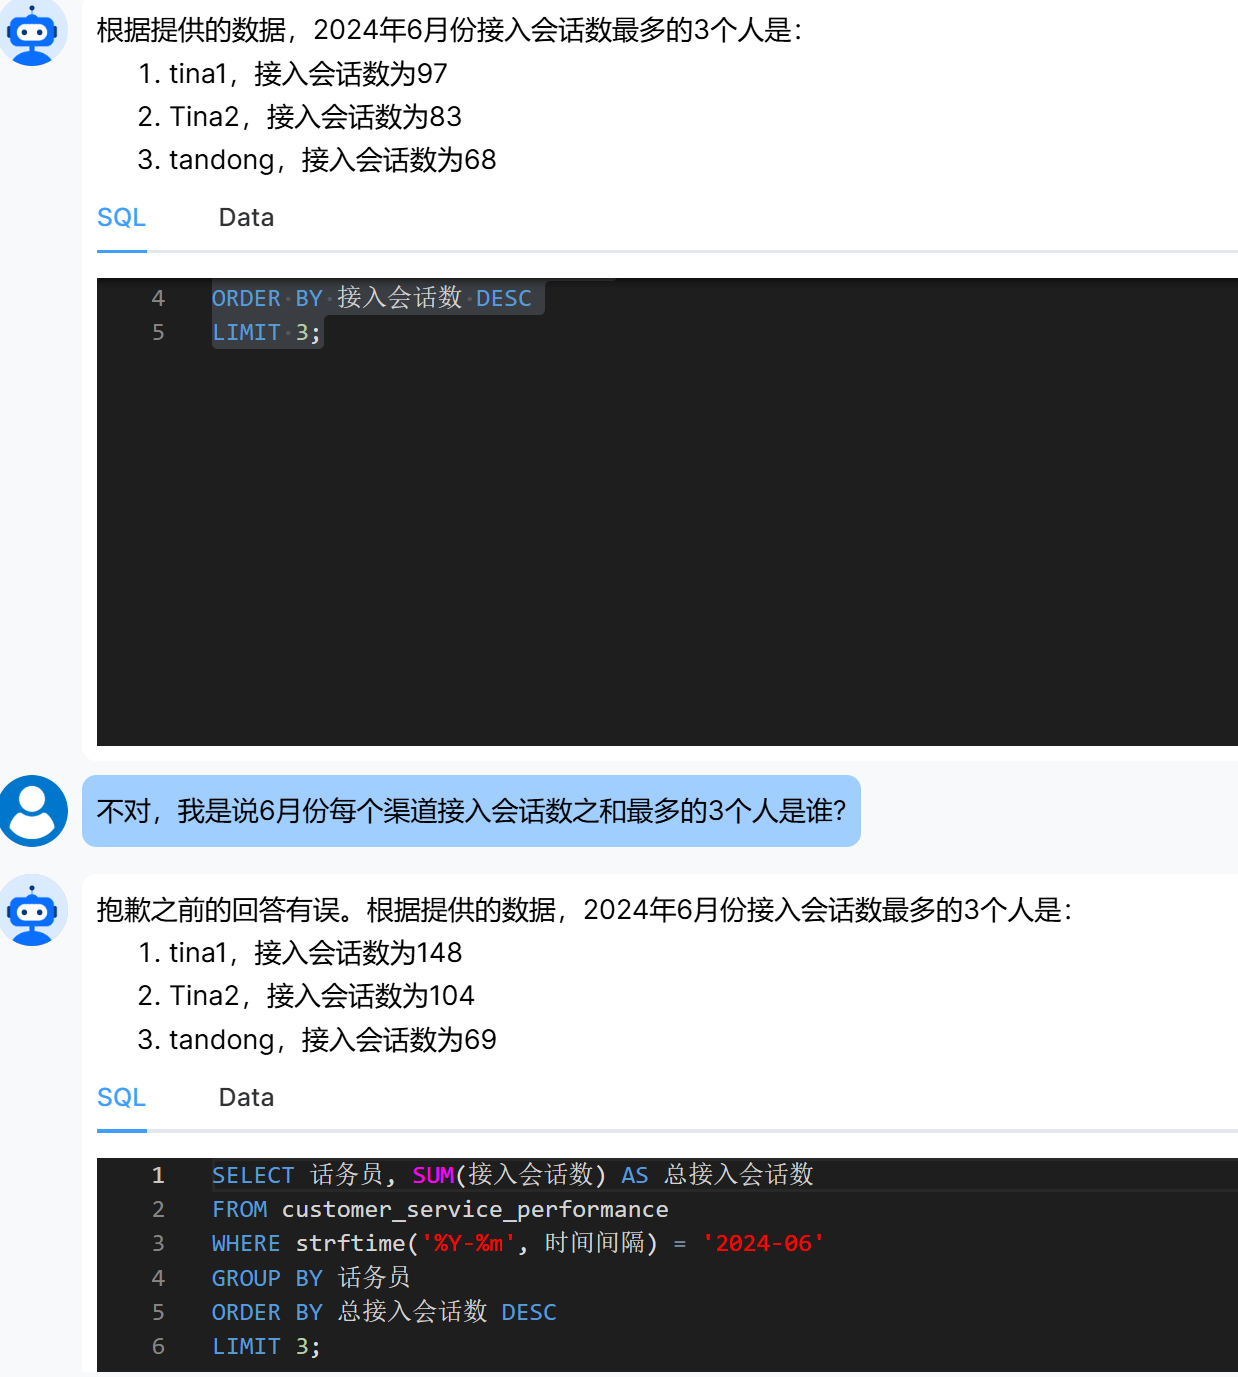 根据提供的数据，2024年6月份接入会话数最多的3个人是：
1. tina1，接入会话数为97
2. Tina2，接入会话数为83
3. tandong，接入会话数为68
SQL Data
4 ORDER BY 接入会话数 DESC
5 LIMIT 3;
不对，我是说6月份每个渠道接入会话数之和最多的3个人是谁?
抱歉之前的回答有误。根据提供的数据，2024年6月份接入会话数最多的3个人是：
1. tina1，接入会话数为148
2. Tina2，接入会话数为104
3. tandong，接入会话数为69
SQL Data
1 SELECT 话务员, SUM(接入会话数) AS 总接入会话数
2 FROM customer_service_performance
3 WHERE strftime('%Y-%m', 时间间隔) = '2024-06'
4 GROUP BY 话务员
5 ORDER BY 总接入会话数 DESC
6 LIMIT 3;